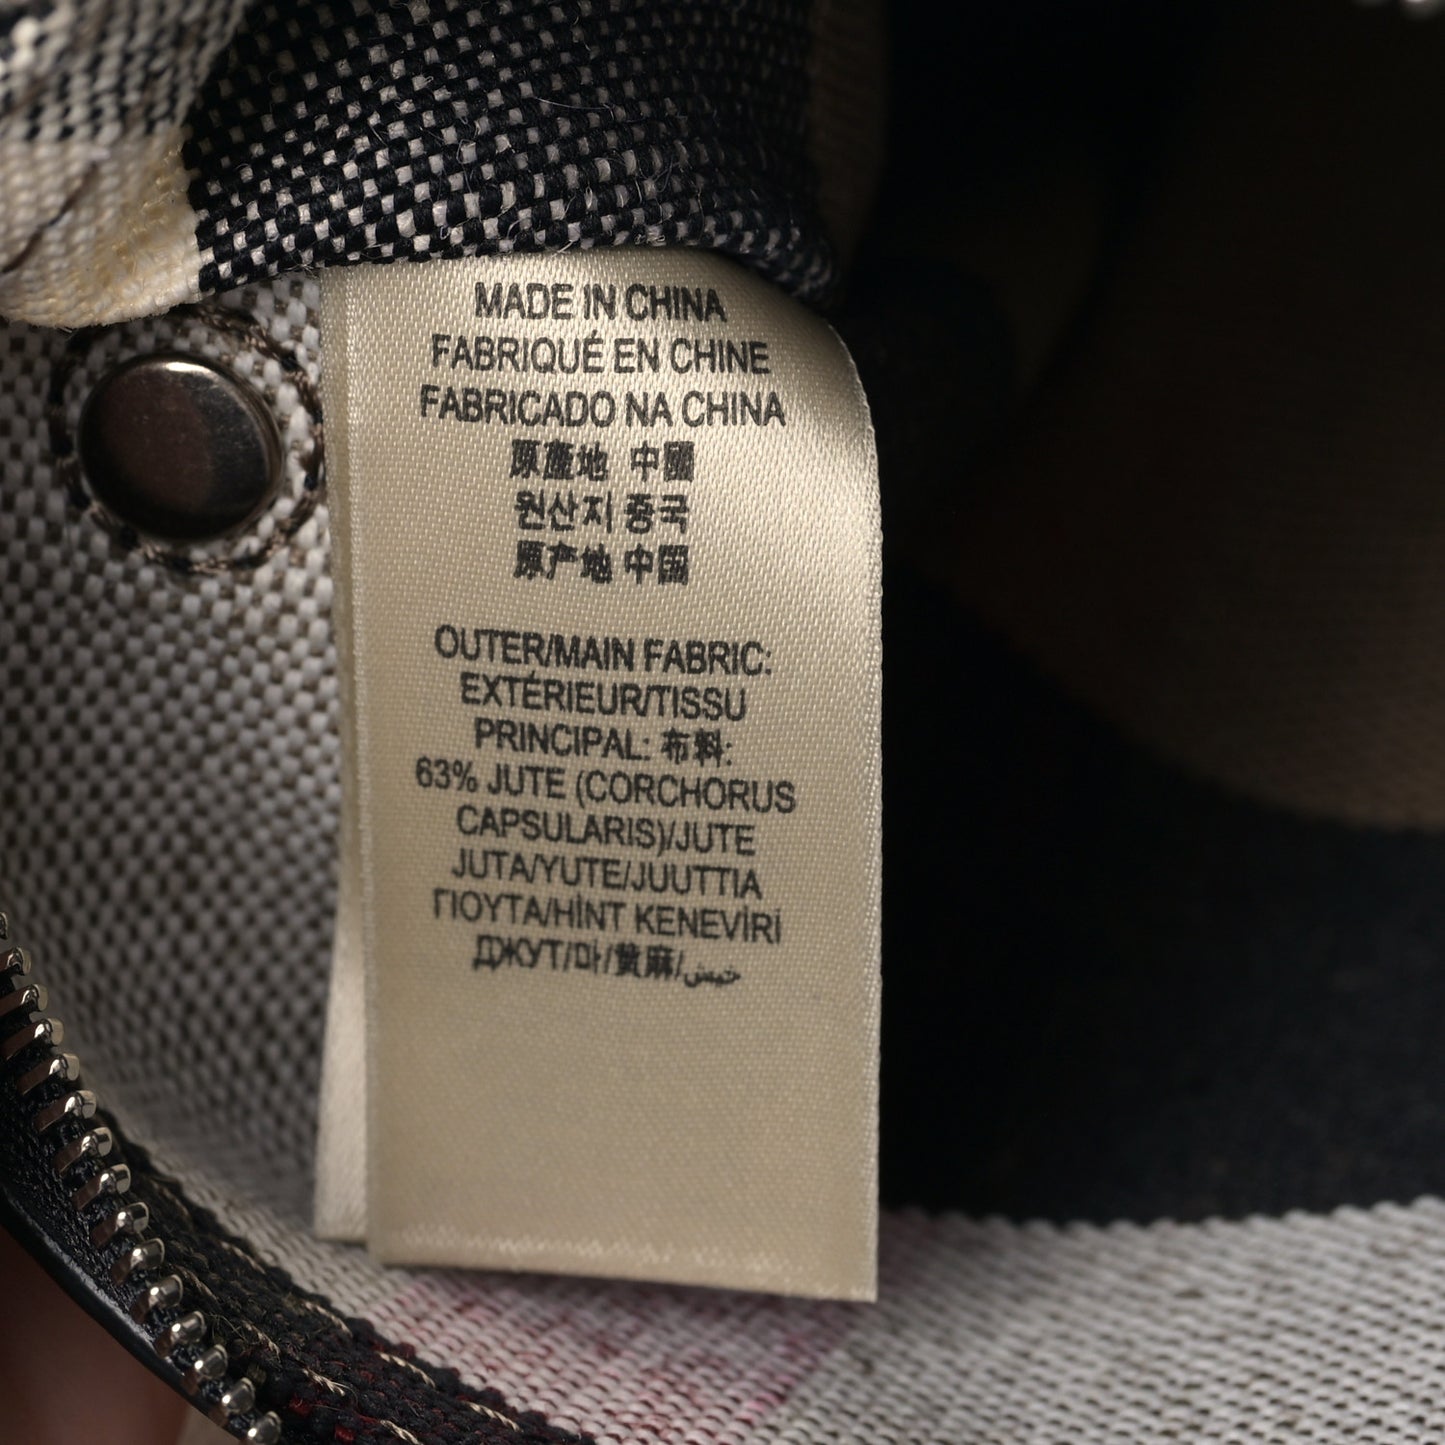 MADE IN CHINA
FABRIQUÉ EN CHINE
FABRICADO NA CHINA
原產地 中國
원산지 중국
原产地 中国
OUTER/MAIN FABRIC:
EXTÉRIEUR/TISSU
PRINCIPAL: 布料:
63% JUTE (CORCHORUS
CAPSULARIS)/JUTE
JUTA/YUTE/JUUTTIA
ΓΙΟΥΤΑ/HİNT KENEVİRİ
ДЖУТ/마/黄麻/خيش